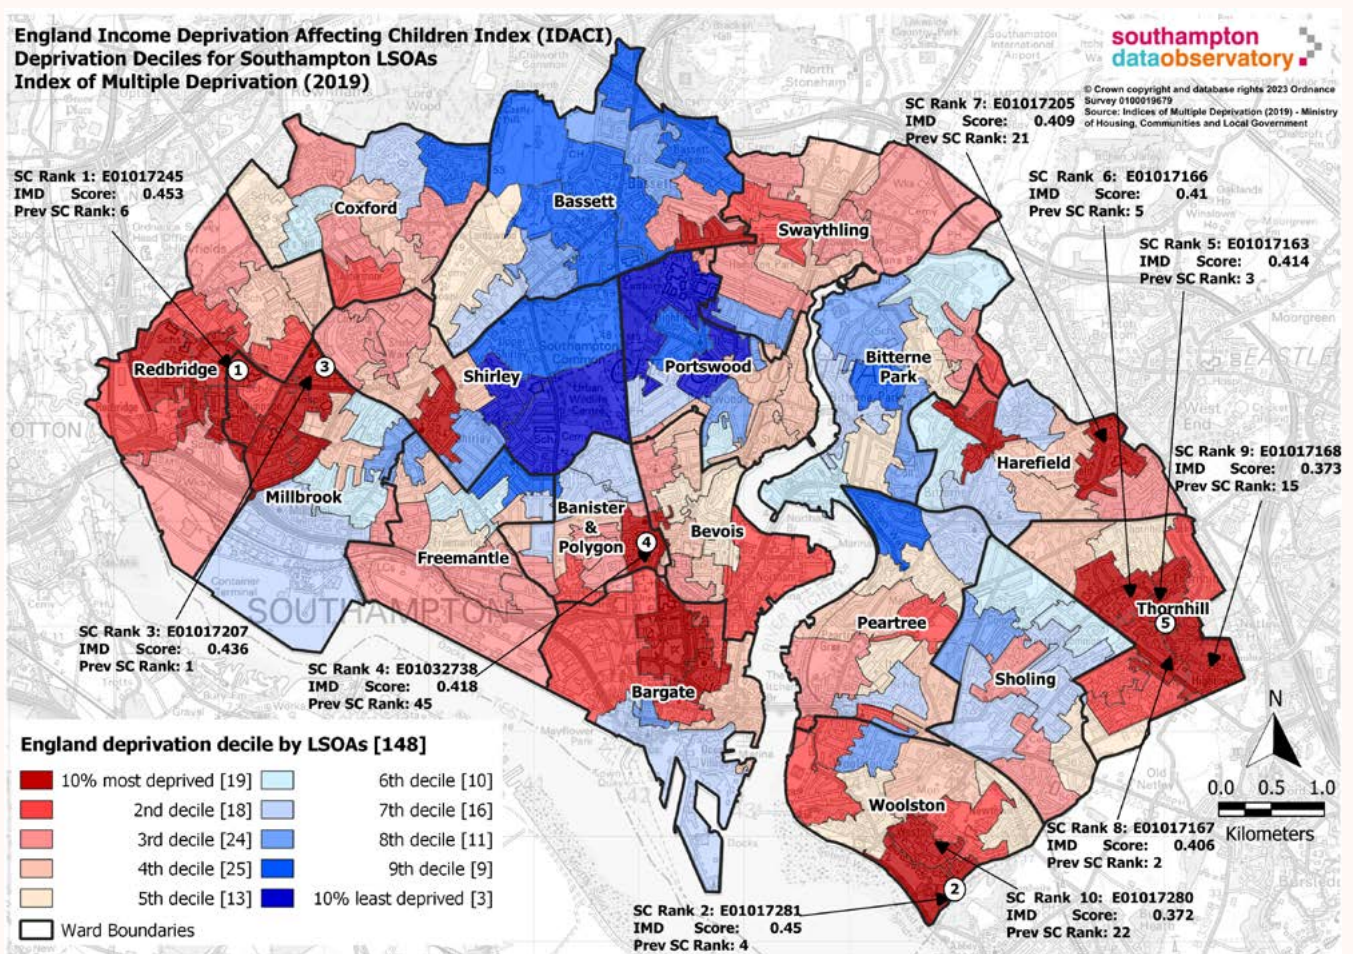 England Income Deprivation Affecting Children Index (IDACI)
Deprivation Deciles for Southampton LSOAs
Index of Multiple Deprivation (2019)
southampton
dataobservatory
© Crown copyright and database rights 2023 Ordnance
Survey 0100019679
Source: Indices of Multiple Deprivation (2019) - Ministry
of Housing, Communities and Local Government
SC Rank 7: E01017205
IMD Score: 0.409
Prev SC Rank: 21
SC Rank 1: E01017245
IMD Score: 0.453
Prev SC Rank: 6
SC Rank 6: E01017166
IMD Score: 0.41
Prev SC Rank: 5
SC Rank 5: E01017163
IMD Score: 0.414
Prev SC Rank: 3
Coxford
Bassett
Swaythling
Redbridge
1
3
Shirley
Portswood
Bitterne
Park
SC Rank 9: E01017168
IMD Score: 0.373
Prev SC Rank: 15
Harefield
Millbrook
Banister
&
Polygon
4
Bevois
Freemantle
SOUTHAMPTON
Thornhill
5
Peartree
SC Rank 3: E01017207
IMD Score: 0.436
Prev SC Rank: 1
SC Rank 4: E01032738
IMD Score: 0.418
Prev SC Rank: 45
Bargate
Sholing
N
England deprivation decile by LSOAs [148]
10% most deprived [19]
2nd decile [18]
3rd decile [24]
4th decile [25]
5th decile [13]
6th decile [10]
7th decile [16]
8th decile [11]
9th decile [9]
10% least deprived [3]
Ward Boundaries
0.0 0.5 1.0
Kilometers
Woolston
SC Rank 8: E01017167
IMD Score: 0.406
Prev SC Rank: 2
2
SC Rank 10: E01017280
IMD Score: 0.372
Prev SC Rank: 22
SC Rank 2: E01017281
IMD Score: 0.45
Prev SC Rank: 4